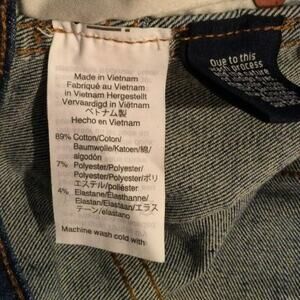 Made in Vietnam
Fabriqué au Vietnam
in Vietnam Hergestellt
Vervaardigd in Viëtnam
ベトナム製
Hecho en Vietnam
89% Cotton/Coton/
Baumwolle/Katoen/綿/
algodón
7% Polyester/Polyester/
Polyester/Polyester/ポリ
エステル/poliéster
4% Elastane/Élasthanne/
Elastan/Elastaan/エラス
テーン/elastano
Machine wash cold with
Due to this
wash process